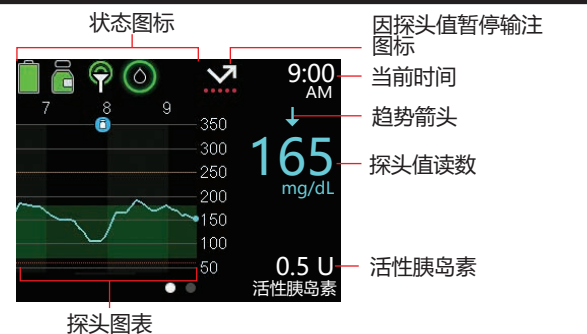 状态图标
因探头值暂停输注
图标
9:00
AM
当前时间
7 8 9
趋势箭头
350
300
250
200
150
100
50
165
mg/dL
探头值读数
0.5 U
活性胰岛素
活性胰岛素
探头图表